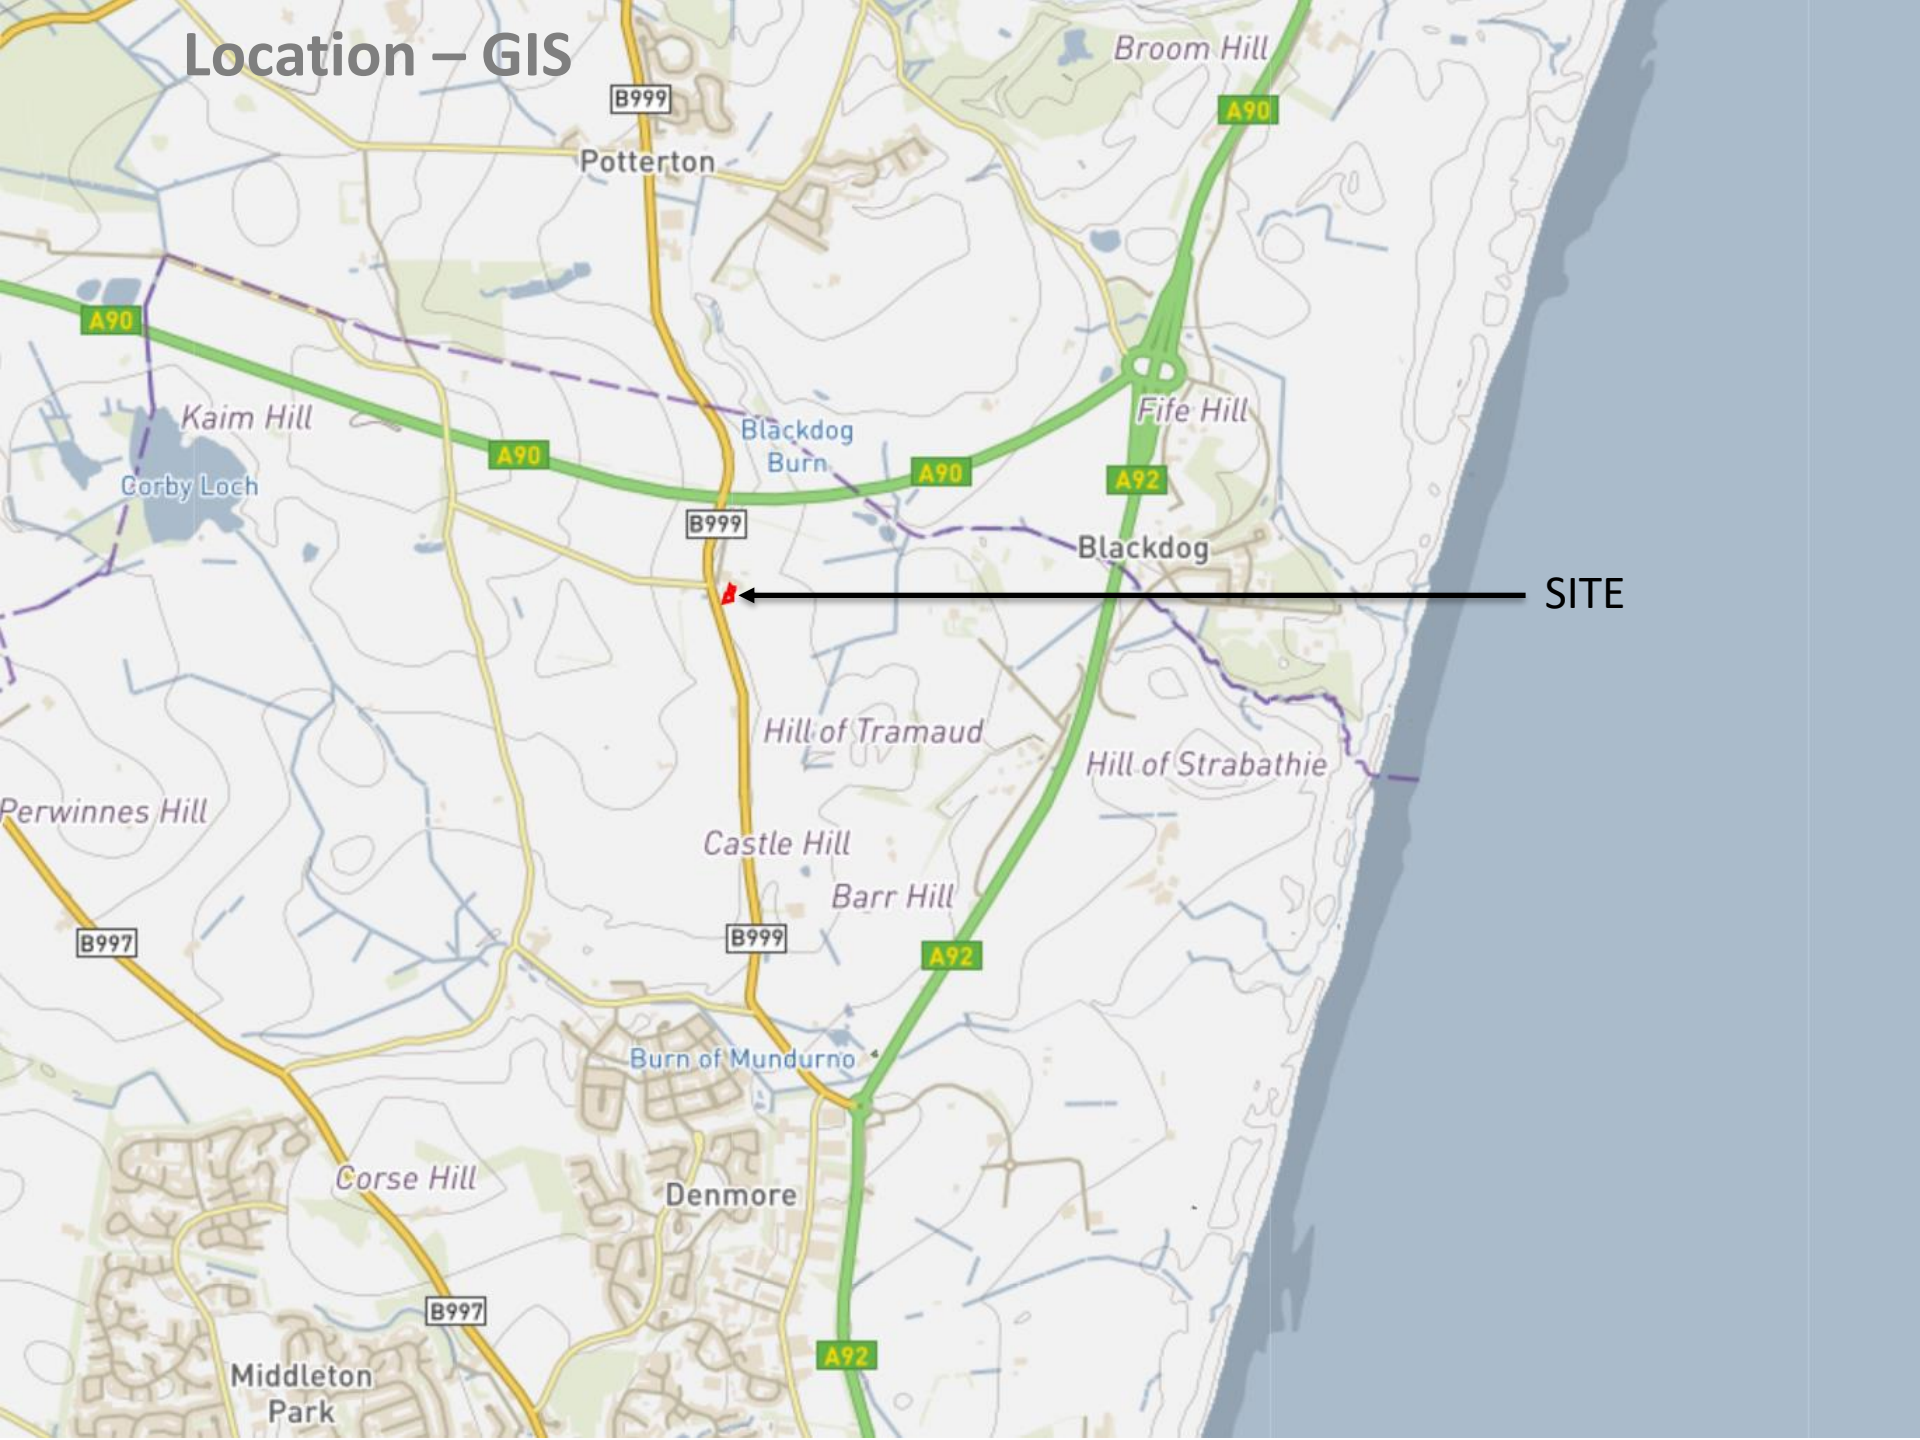 Location – GIS
Broom Hill
B999
A90
Potterton
A90
Kaim Hill
Fife Hill
Blackdog
Burn
A90
A90
A92
Corby Loch
B999
Blackdog
SITE
Hill of Tramaud
Hill of Strabathie
Perwinnes Hill
Castle Hill
Barr Hill
B997
B999
A92
Burn of Mundurno
Corse Hill
Denmore
B997
A92
Middleton
Park